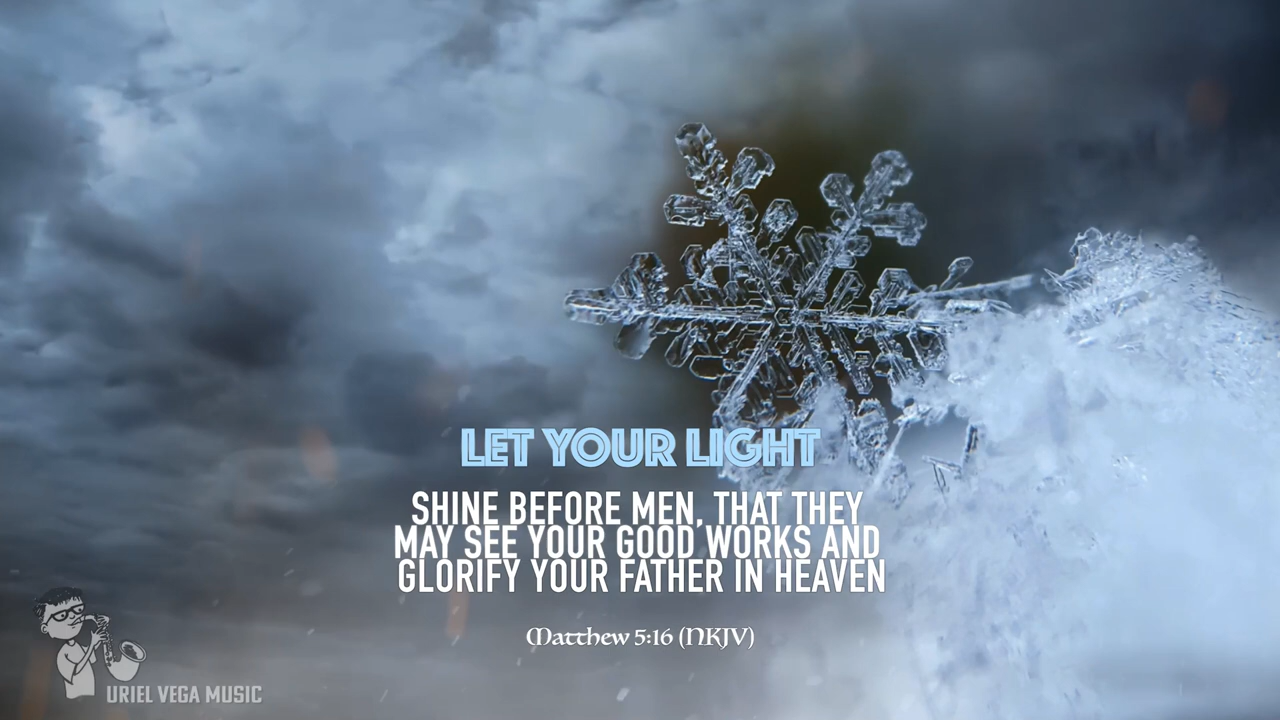 LET YOUR LIGHT
SHINE BEFORE MEN, THAT THEY
MAY SEE YOUR GOOD WORKS AND
GLORIFY YOUR FATHER IN HEAVEN
Matthew 5:16 (NKJV)
URIEL VEGA MUSIC